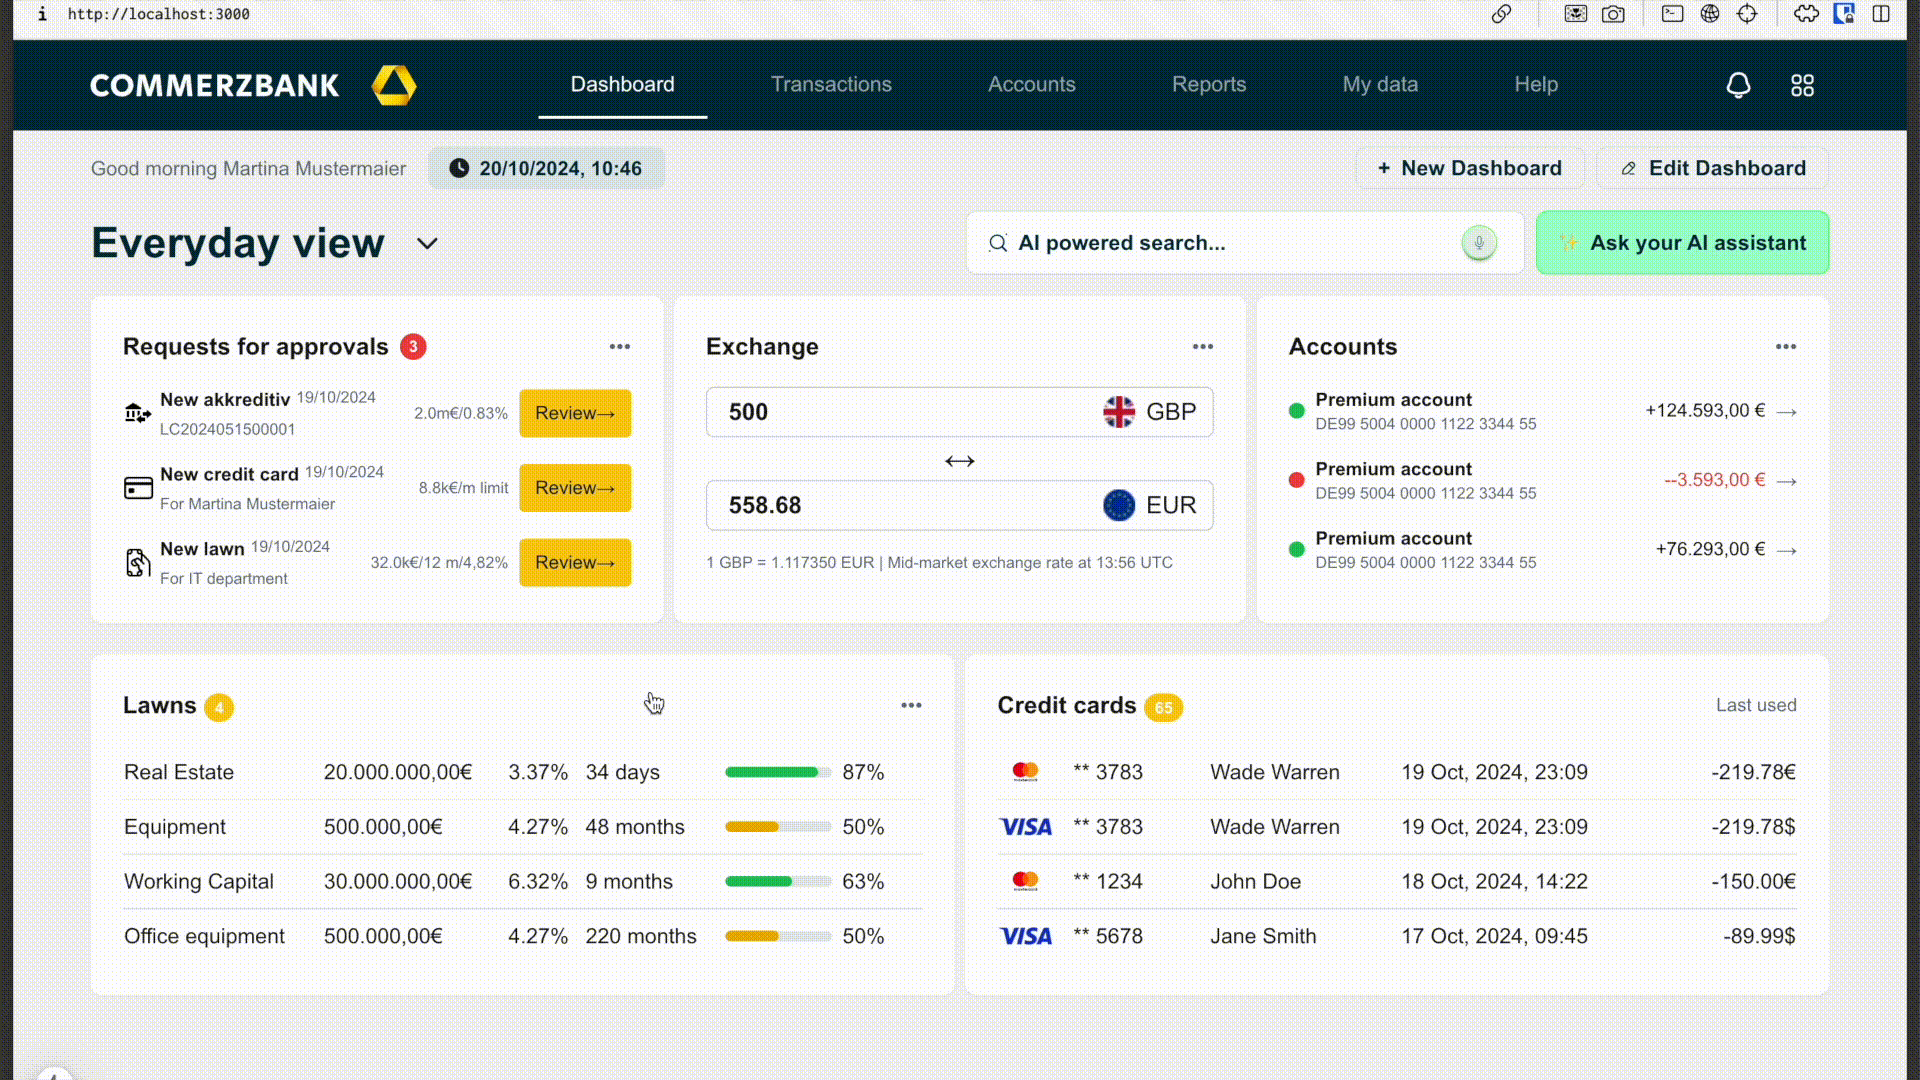 i http://localhost:3000
COMMERZBANK Dashboard Transactions Accounts Reports My data Help
Good morning Martina Mustermaier 20/10/2024, 10:46 + New Dashboard Edit Dashboard
Everyday view AI powered search... Ask your AI assistant
Requests for approvals 3
New akkreditiv 19/10/2024
LC2024051500001
2.0m€/0.83% Review→
New credit card 19/10/2024
For Martina Mustermaier
8.8k€/m limit Review→
New lawn 19/10/2024
For IT department
32.0k€/12 m/4,82% Review→
Exchange
500 GBP
558.68 EUR
1 GBP = 1.117350 EUR | Mid-market exchange rate at 13:56 UTC
Accounts
Premium account
DE99 5004 0000 1122 3344 55
+124.593,00 € →
Premium account
DE99 5004 0000 1122 3344 55
--3.593,00 € →
Premium account
DE99 5004 0000 1122 3344 55
+76.293,00 € →
Lawns 4
Real Estate 20.000.000,00€ 3.37% 34 days 87%
Equipment 500.000,00€ 4.27% 48 months 50%
Working Capital 30.000.000,00€ 6.32% 9 months 63%
Office equipment 500.000,00€ 4.27% 220 months 50%
Credit cards 65 Last used
** 3783 Wade Warren 19 Oct, 2024, 23:09 -219.78€
VISA ** 3783 Wade Warren 19 Oct, 2024, 23:09 -219.78$
** 1234 John Doe 18 Oct, 2024, 14:22 -150.00€
VISA ** 5678 Jane Smith 17 Oct, 2024, 09:45 -89.99$